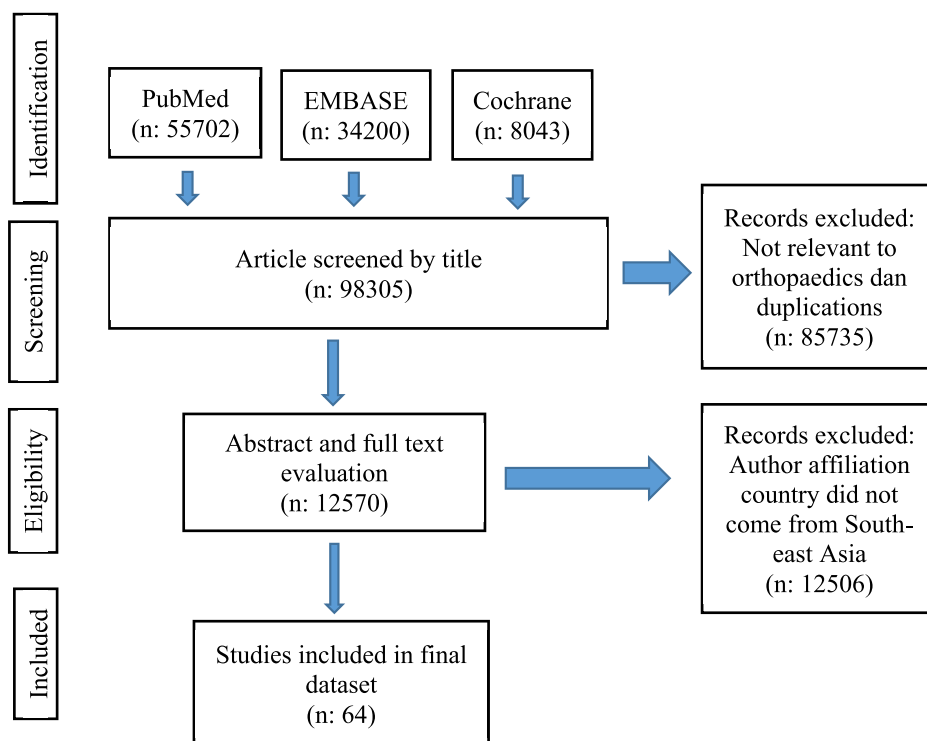 Identification
PubMed
(n: 55702)
EMBASE
(n: 34200)
Cochrane
(n: 8043)
Screening
Article screened by title
(n: 98305)
Records excluded:
Not relevant to
orthopaedics dan
duplications
(n: 85735)
Eligibility
Abstract and full text
evaluation
(n: 12570)
Records excluded:
Author affiliation
country did not
come from South-
east Asia
(n: 12506)
Included
Studies included in final
dataset
(n: 64)